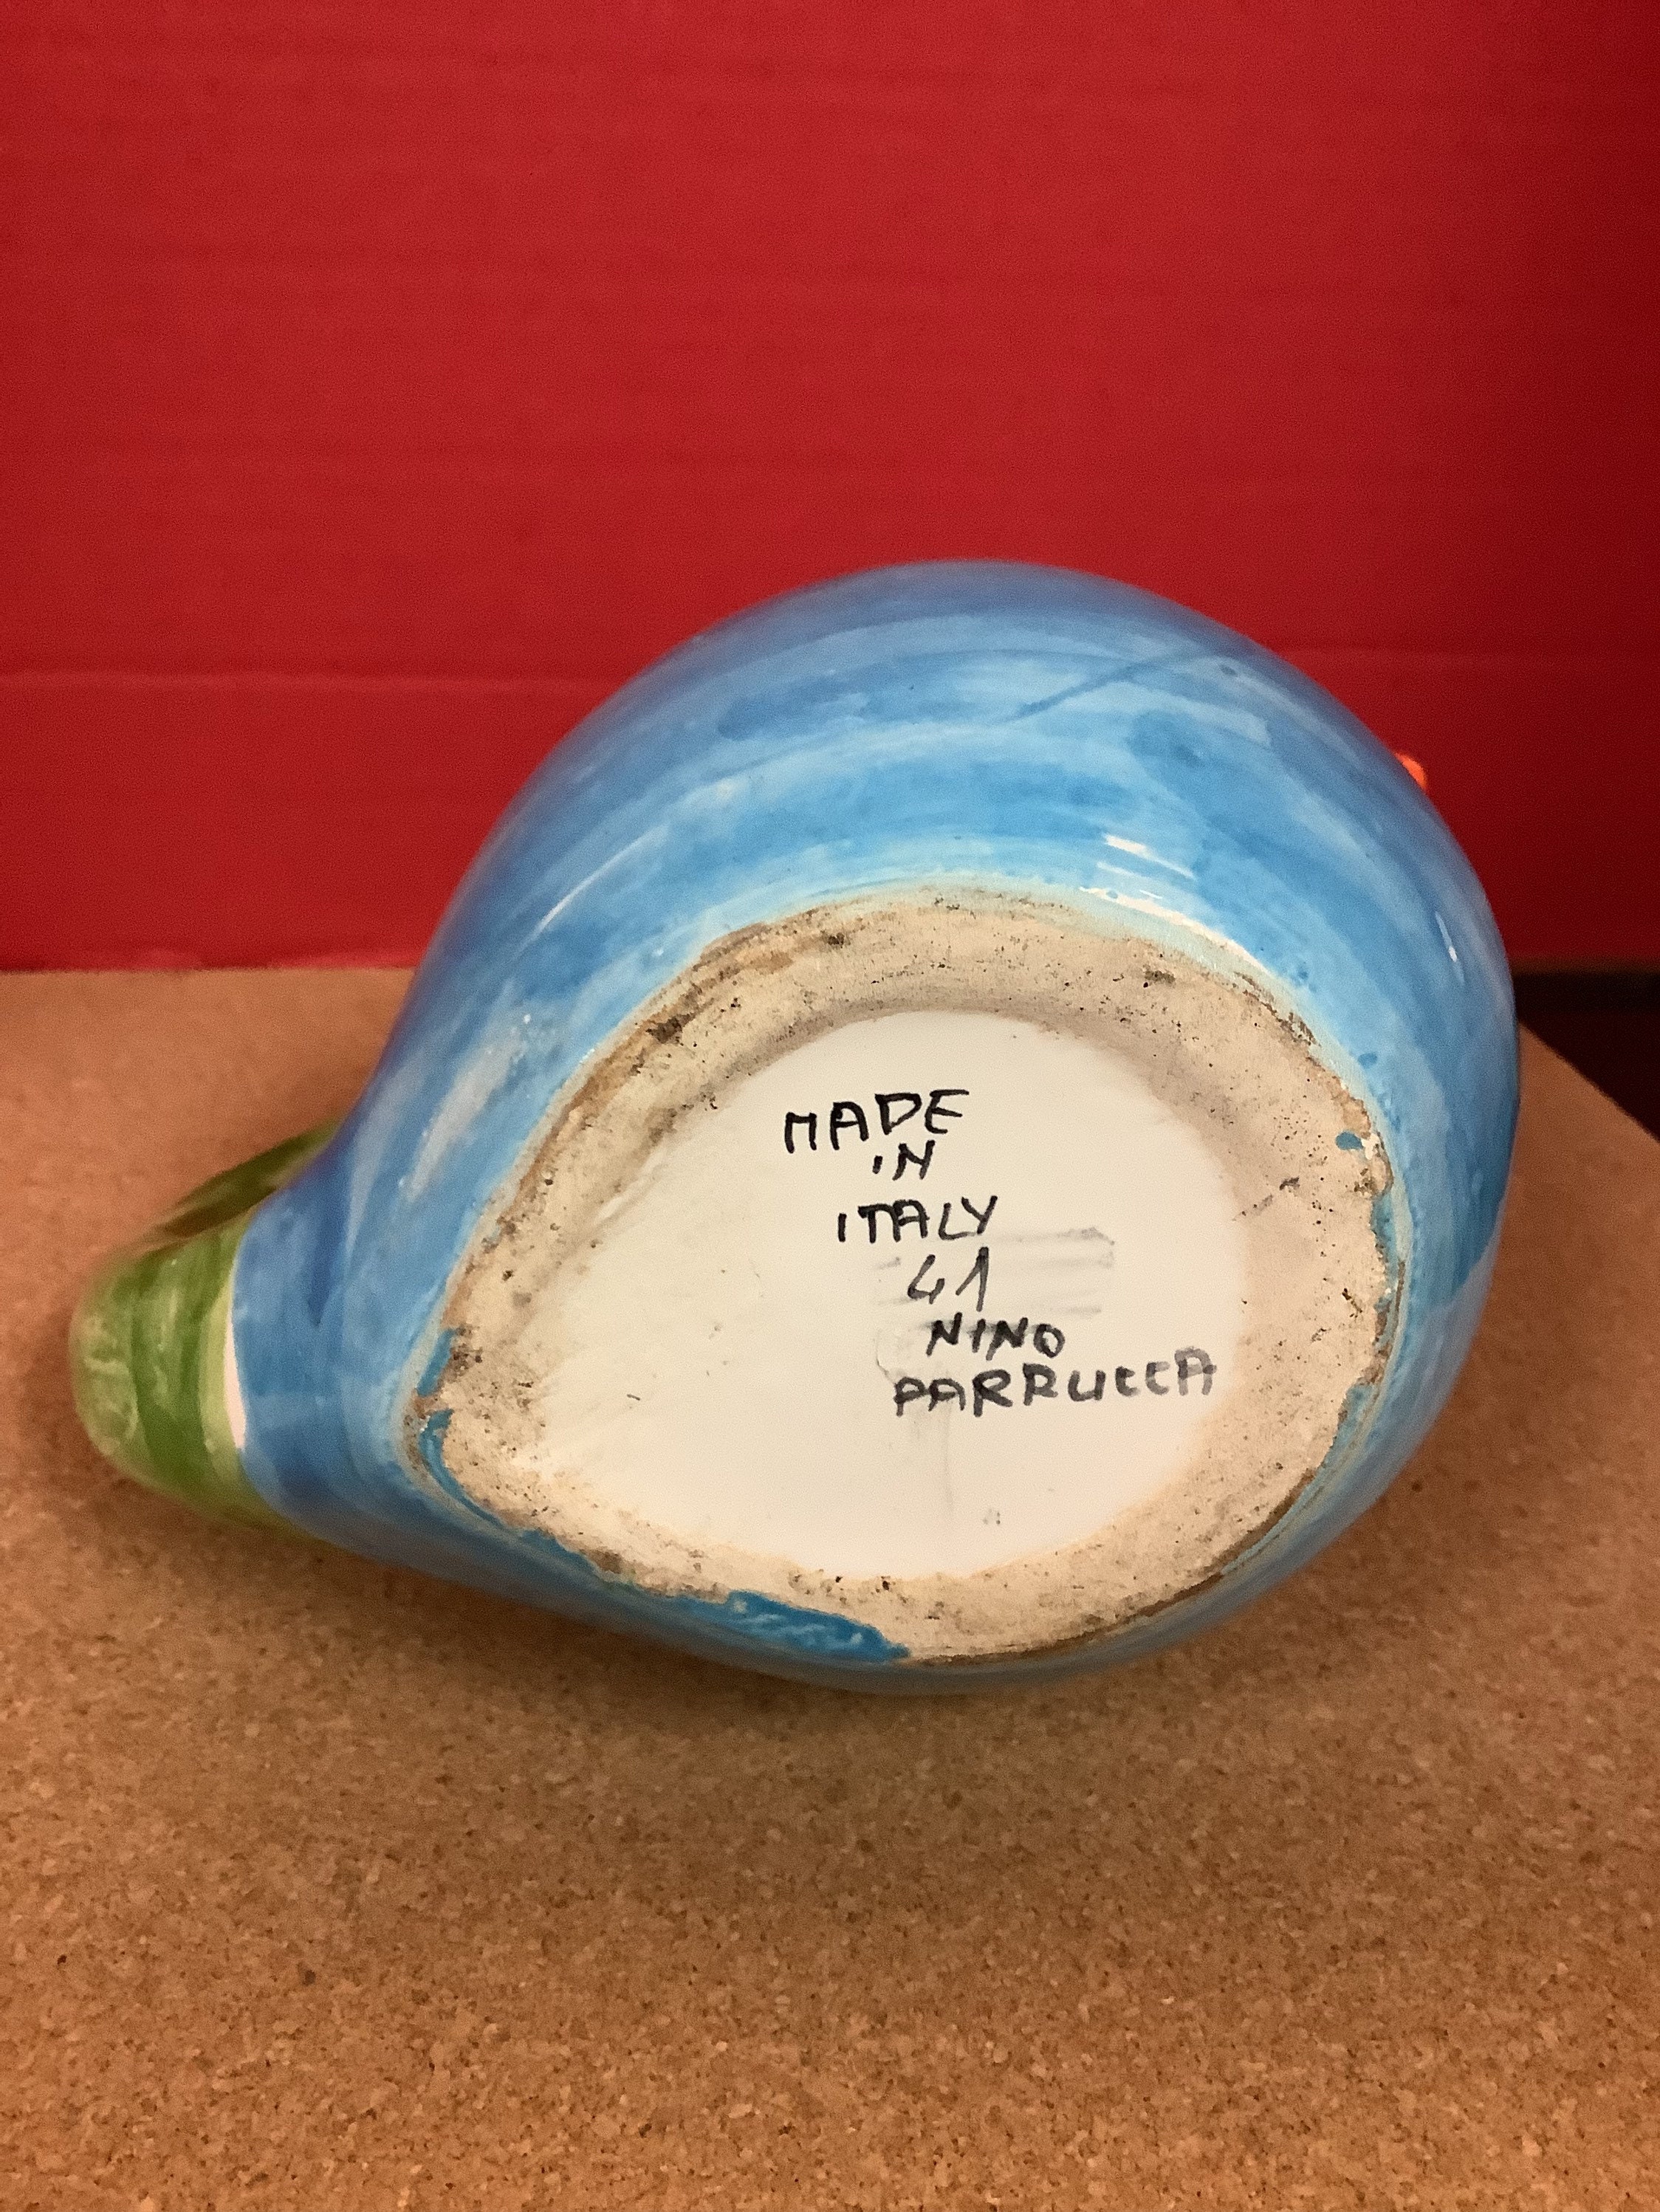 MADE
IN
ITALY
41
NINO
PARRUCCA